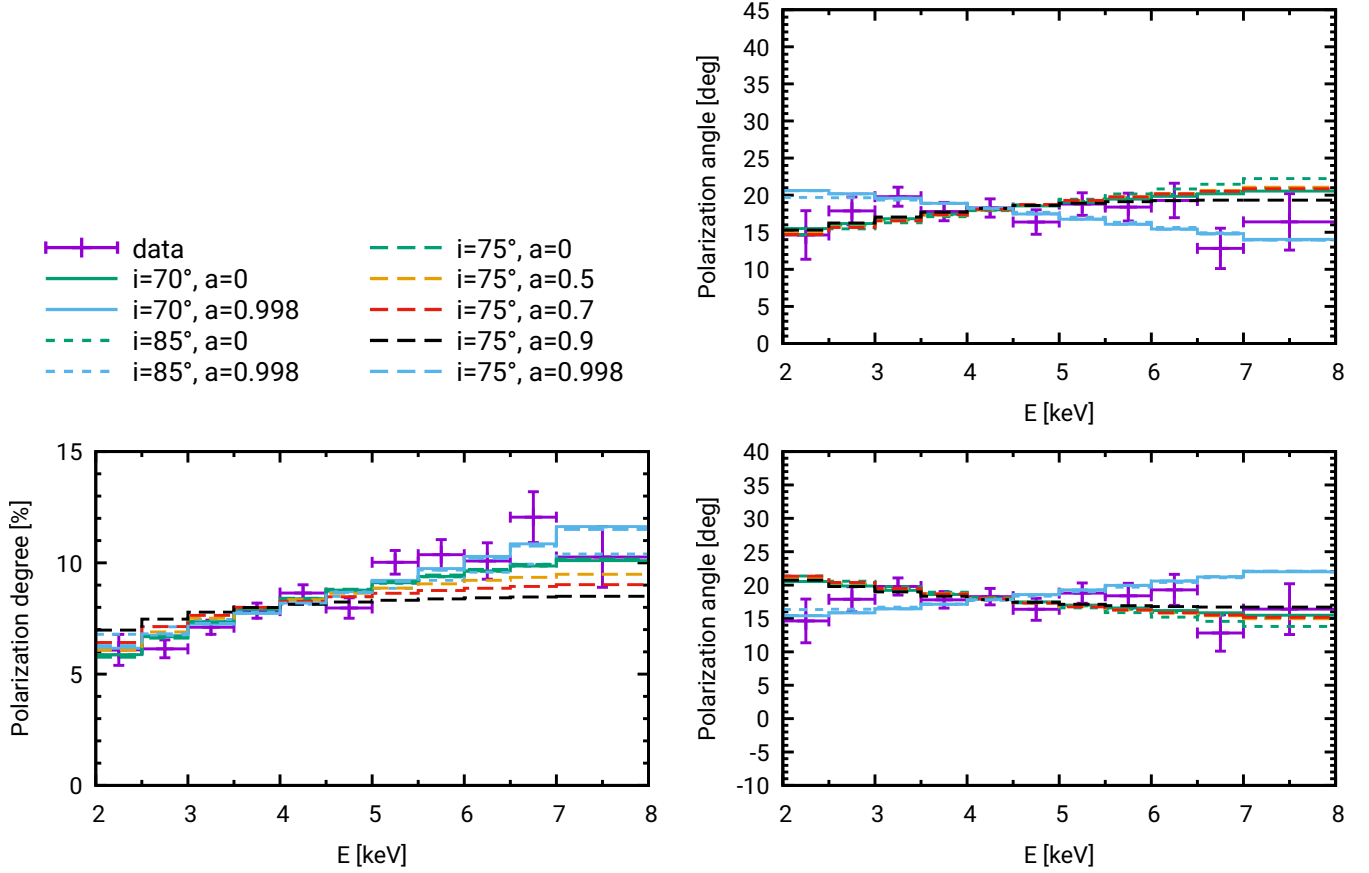 Polarization angle [deg]
45
40
35
30
25
20
15
10
5
0
2
3
4
5
6
7
8
E [keV]
data
i=70°, a=0
i=70°, a=0.998
i=85°, a=0
i=85°, a=0.998
i=75°, a=0
i=75°, a=0.5
i=75°, a=0.7
i=75°, a=0.9
i=75°, a=0.998
Polarization degree [%]
15
10
5
0
2
3
4
5
6
7
8
E [keV]
Polarization angle [deg]
40
35
30
25
20
15
10
5
0
-5
-10
2
3
4
5
6
7
8
E [keV]